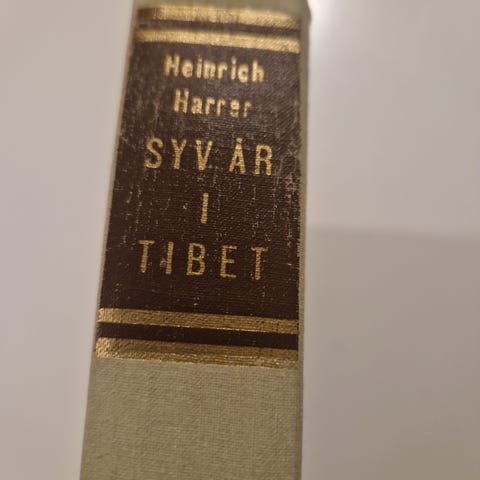 Heinrich
Harrer
SYV ÅR
I
TIBET